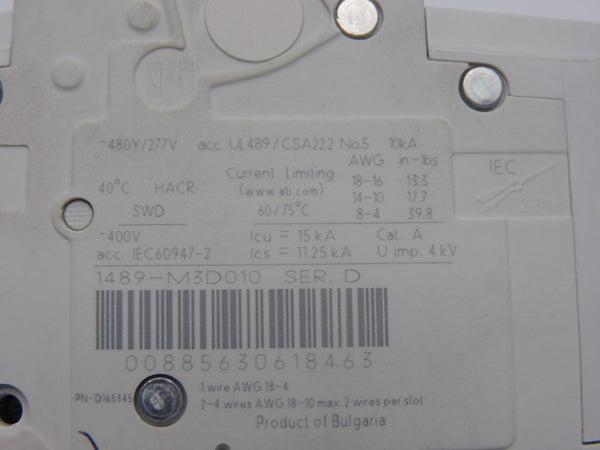 ~480Y/277V acc. UL489/CSA22.2 No.5 10kA
AWG in-lbs
Current Limiting 18-16 13.3
40°C HACR (www.ab.com) 14-10 17.7
SWD 60/75°C 8-4 39.8
IEC
~400V Icu = 15 kA Cat. A
acc. IEC60947-2 Ics = 11.25 kA U imp. 4 kV
1489-M3D010 SER. D
00885630618463
1 wire AWG 18-4
PN-D165345
2-4 wires AWG 18-10 max. 2 wires per slot
Product of Bulgaria